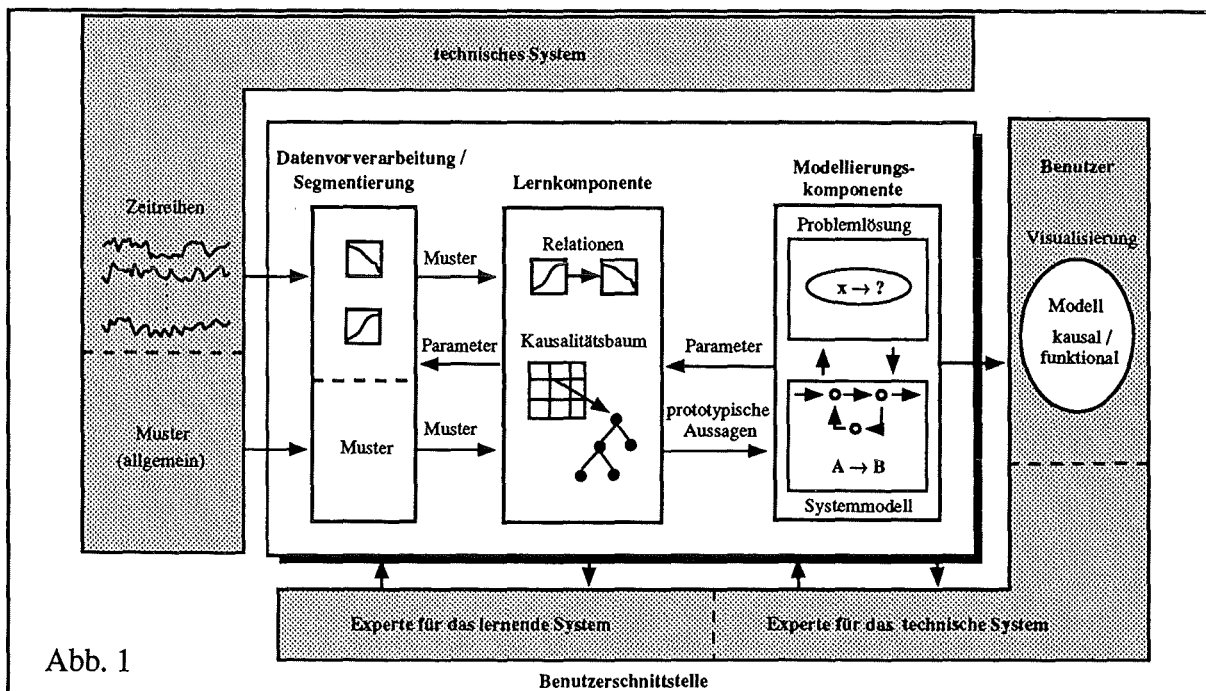 technisches System
Datenvorverarbeitung /
Segmentierung
Lernkomponente
Modellierungs-
komponente
Benutzer
Zeitreihen
Muster
Relationen
Problemlösung
x → ?
Visualisierung
Modell
kausal /
funktional
Parameter
Kausalitätsbaum
Parameter
Muster
(allgemein)
Muster
Muster
prototypische
Aussagen
A → B
Systemmodell
Experte für das lernende System
Experte für das technische System
Abb. 1
Benutzerschnittstelle